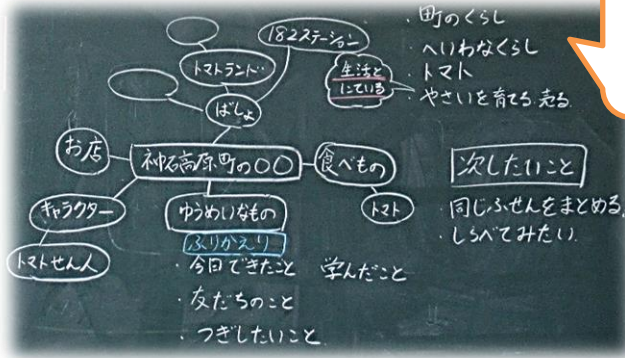 182ステーション
トマトランド
ばしょ
生活と
にている
・町のくらし
・へいわなくらし
・トマト
・やさいを育てる 売る
お店
神石高原町の〇〇
食べもの
トマト
キャラクター
トマトせん人
ゆうめいなもの
ふりかえり
・今日できたこと 学んだこと
・友だちのこと
・つぎしたいこと
次したいこと
・同じふせんをまとめる。
・しらべてみたい。